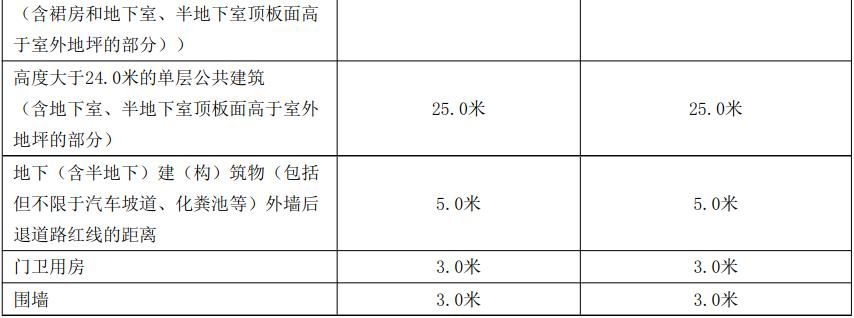 （含裙房和地下室、半地下室顶板面高
于室外地坪的部分））
高度大于24.0米的单层公共建筑
（含地下室、半地下室顶板面高于室外
地坪的部分）
25.0米
25.0米
地下（含半地下）建（构）筑物（包括
但不限于汽车坡道、化粪池等）外墙后
退道路红线的距离
5.0米
5.0米
门卫用房
3.0米
3.0米
围墙
3.0米
3.0米